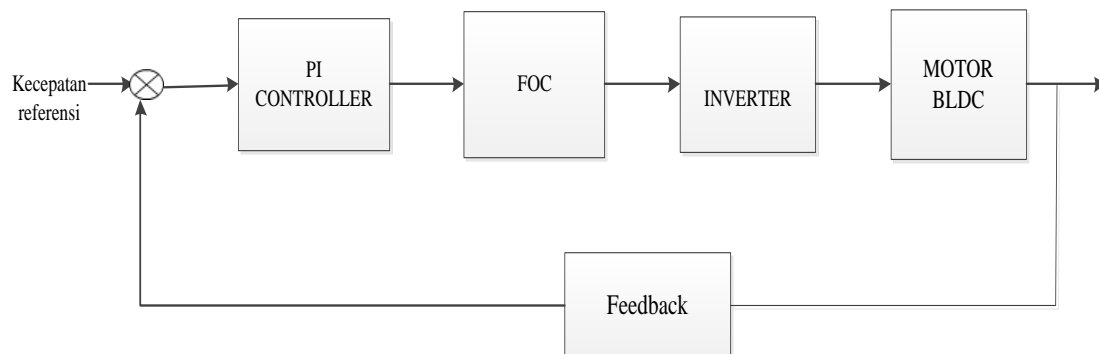 Kecepatan
referensi
PI
CONTROLLER
FOC
INVERTER
MOTOR
BLDC
Feedback